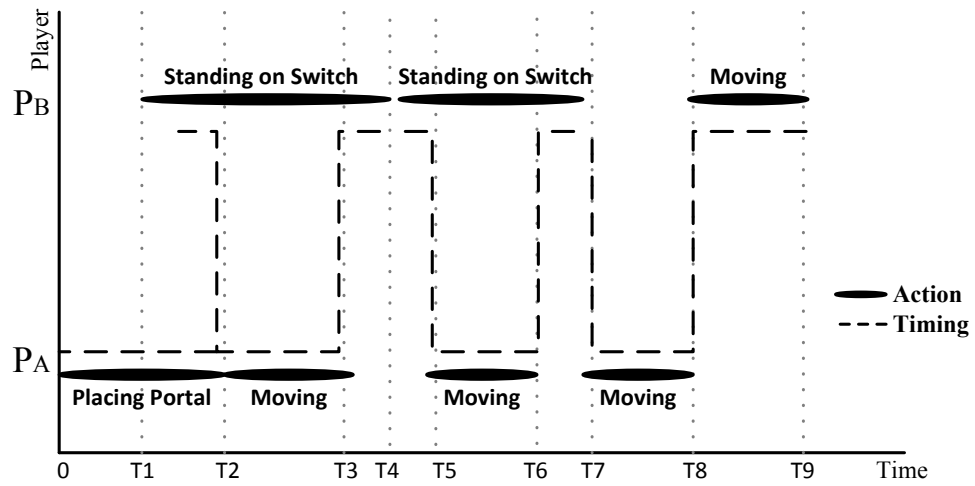 Player
Standing on Switch Standing on Switch Moving
PB
Action
Timing
PA
Placing Portal Moving Moving Moving
0 T1 T2 T3 T4 T5 T6 T7 T8 T9 Time